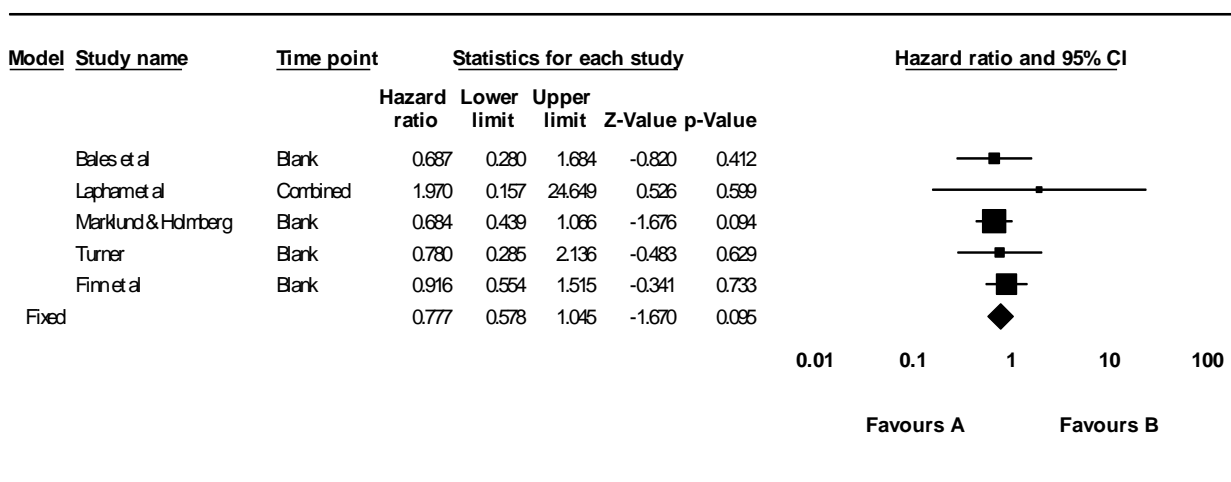 Model Study name Time point Statistics for each study Hazard ratio and 95% CI
Hazard Lower Upper
ratio limit limit Z-Value p-Value
Bales et al Blank 0.687 0.280 1.684 -0.820 0.412
Lapham et al Combined 1.970 0.157 24.649 0.526 0.599
Marklund & Holmberg Blank 0.684 0.439 1.066 -1.676 0.094
Turner Blank 0.780 0.285 2.136 -0.483 0.629
Finn et al Blank 0.916 0.554 1.515 -0.341 0.733
Fixed 0.777 0.578 1.045 -1.670 0.095
0.01 0.1 1 10 100
Favours A Favours B